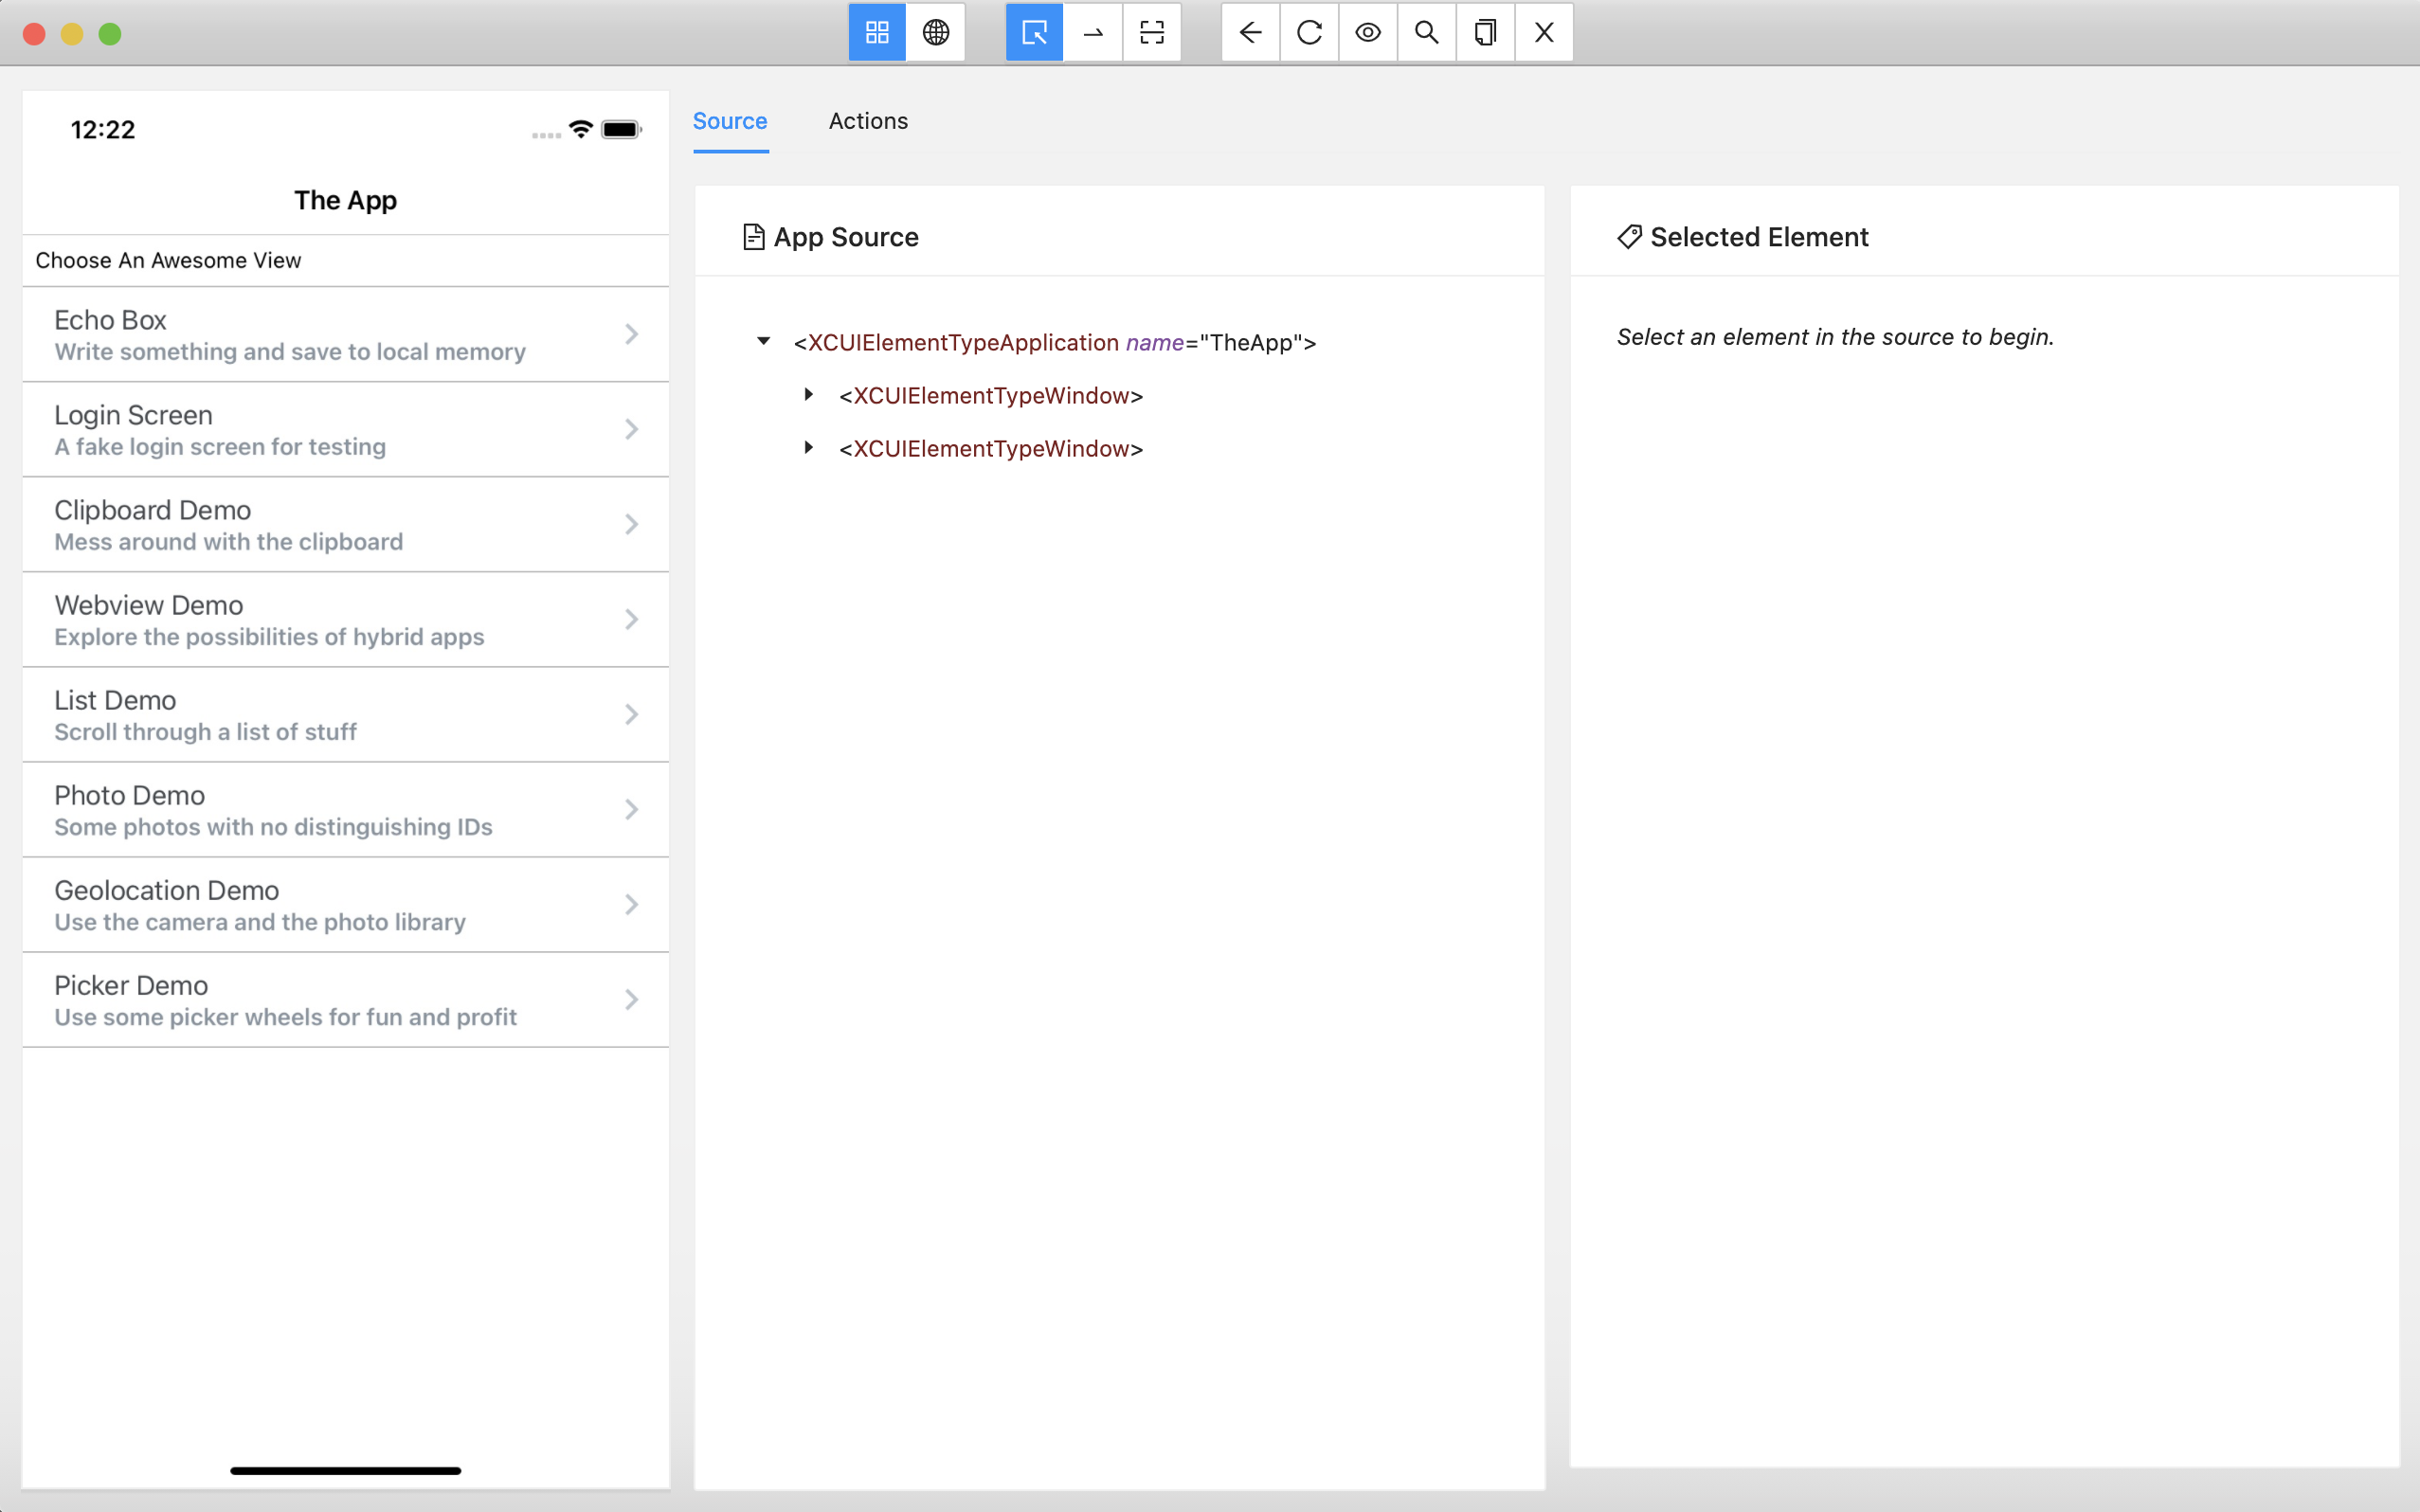 12:22
The App
Choose An Awesome View
Echo Box
Write something and save to local memory
Login Screen
A fake login screen for testing
Clipboard Demo
Mess around with the clipboard
Webview Demo
Explore the possibilities of hybrid apps
List Demo
Scroll through a list of stuff
Photo Demo
Some photos with no distinguishing IDs
Geolocation Demo
Use the camera and the photo library
Picker Demo
Use some picker wheels for fun and profit
Source
Actions
App Source
<XCUIElementTypeApplication name="TheApp">
<XCUIElementTypeWindow>
<XCUIElementTypeWindow>
Selected Element
Select an element in the source to begin.